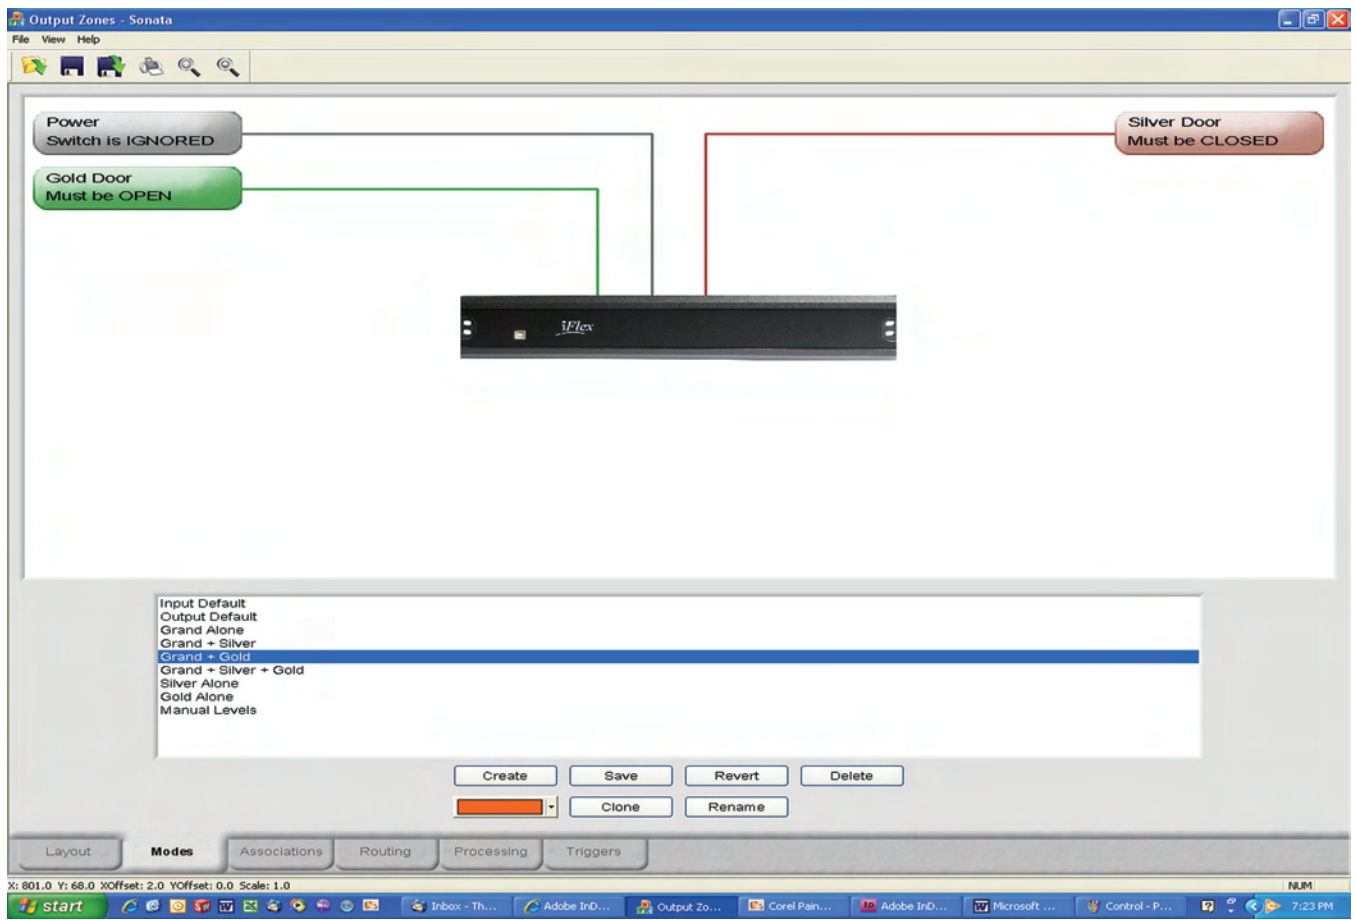 Output Zones - Sonata
File View Help
Power
Switch is IGNORED
Silver Door
Must be CLOSED
Gold Door
Must be OPEN
iFlex
Input Default
Output Default
Grand Alone
Grand + Silver
Grand + Gold
Grand + Silver + Gold
Silver Alone
Gold Alone
Manual Levels
Create Save Revert Delete
Clone Rename
Layout Modes Associations Routing Processing Triggers
X: 801.0 Y: 68.0 XOffset: 2.0 YOffset: 0.0 Scale: 1.0 NUM
start Inbox - Th... Adobe InD... Output Zo... Corel Pain... Adobe InD... Microsoft ... Control - P... 7:23 PM